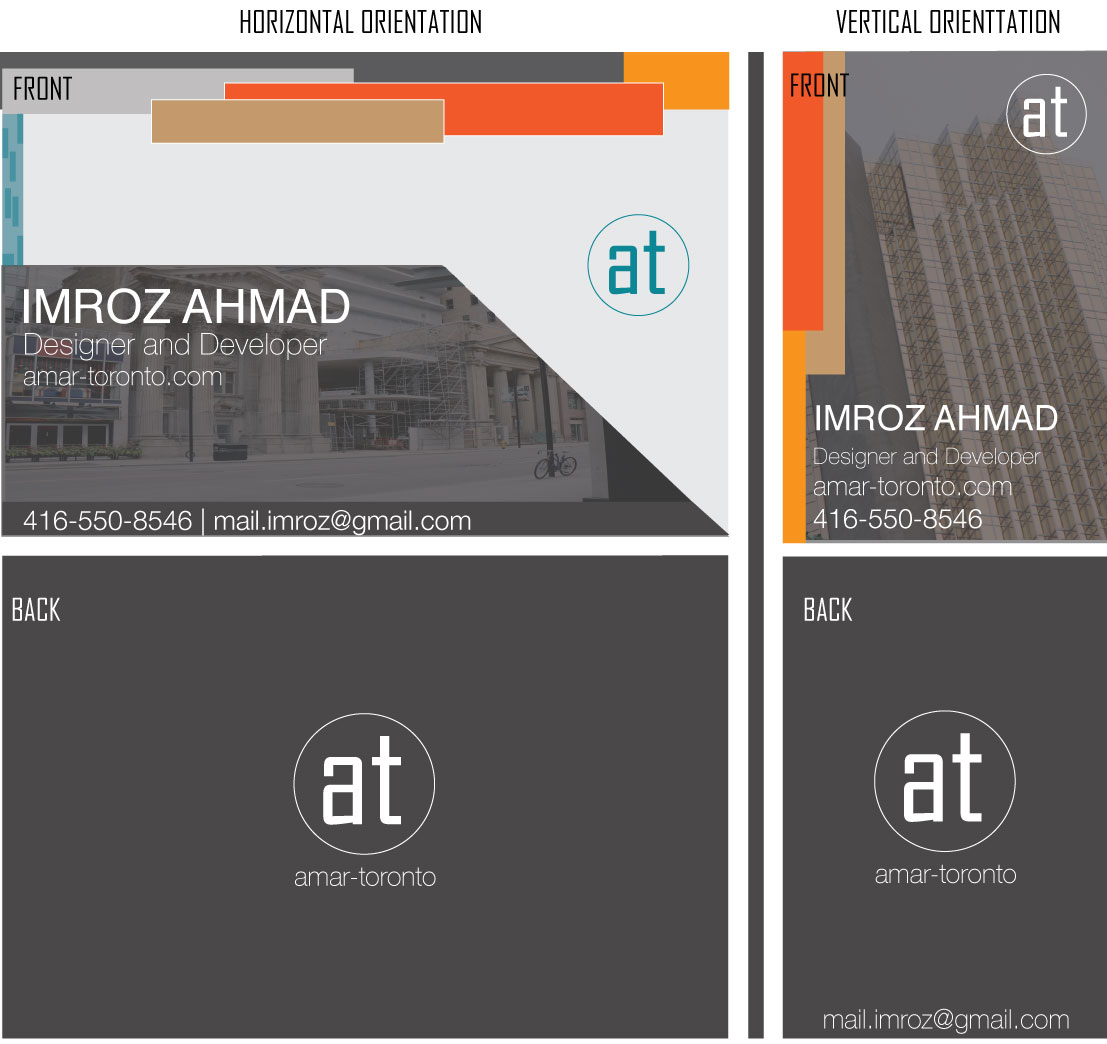 HORIZONTAL ORIENTATION
FRONT
at
IMROZ AHMAD
Designer and Developer
amar-toronto.com
416-550-8546 | mail.imroz@gmail.com
BACK
at
amar-toronto
VERTICAL ORIENTTATION
FRONT
at
IMROZ AHMAD
Designer and Developer
amar-toronto.com
416-550-8546
BACK
at
amar-toronto
mail.imroz@gmail.com